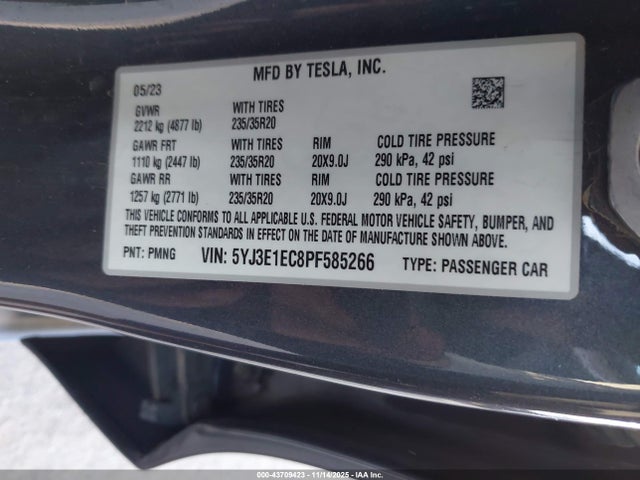 MFD BY TESLA, INC.
05/23
GVWR WITH TIRES
2212 kg (4877 lb) 235/35R20
GAWR FRT WITH TIRES RIM COLD TIRE PRESSURE
1110 kg (2447 lb) 235/35R20 20X9.0J 290 kPa, 42 psi
GAWR RR WITH TIRES RIM COLD TIRE PRESSURE
1257 kg (2771 lb) 235/35R20 20X9.0J 290 kPa, 42 psi
THIS VEHICLE CONFORMS TO ALL APPLICABLE U.S. FEDERAL MOTOR VEHICLE SAFETY, BUMPER, AND
THEFT PREVENTION STANDARDS IN EFFECT ON THE DATE OF MANUFACTURE SHOWN ABOVE.
PNT: PMNG VIN: 5YJ3E1EC8PF585266 TYPE: PASSENGER CAR
000-43709423 - 11/14/2025 - IAA Inc.